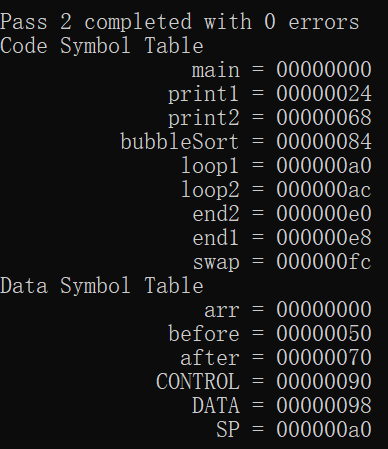 Pass 2 completed with 0 errors
Code Symbol Table
main = 00000000
print1 = 00000024
print2 = 00000068
bubbleSort = 00000084
loop1 = 000000a0
loop2 = 000000ac
end2 = 000000e0
end1 = 000000e8
swap = 000000fc
Data Symbol Table
arr = 00000000
before = 00000050
after = 00000070
CONTROL = 00000090
DATA = 00000098
SP = 000000a0